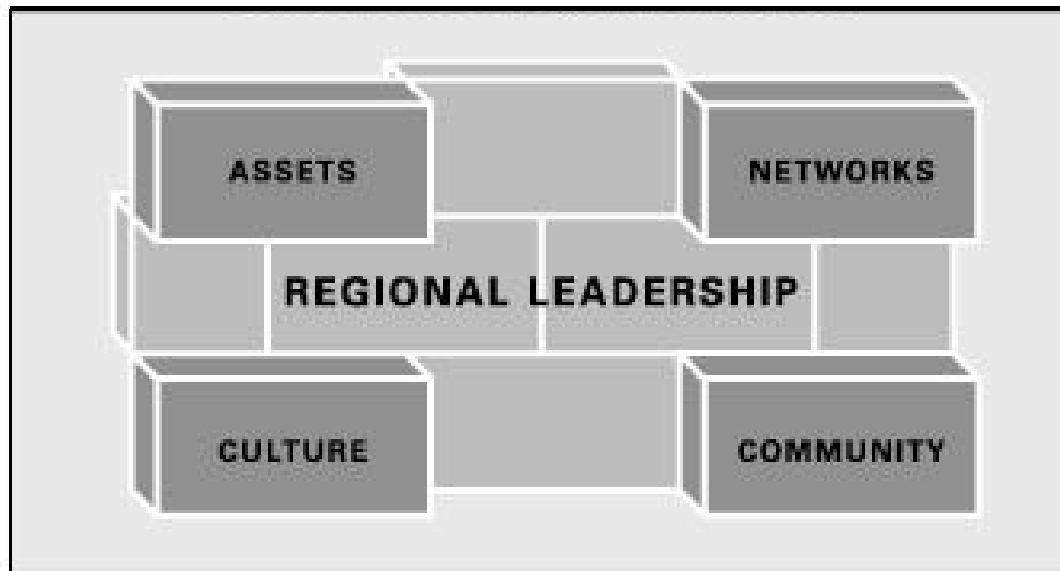 ASSETS
NETWORKS
REGIONAL LEADERSHIP
CULTURE
COMMUNITY